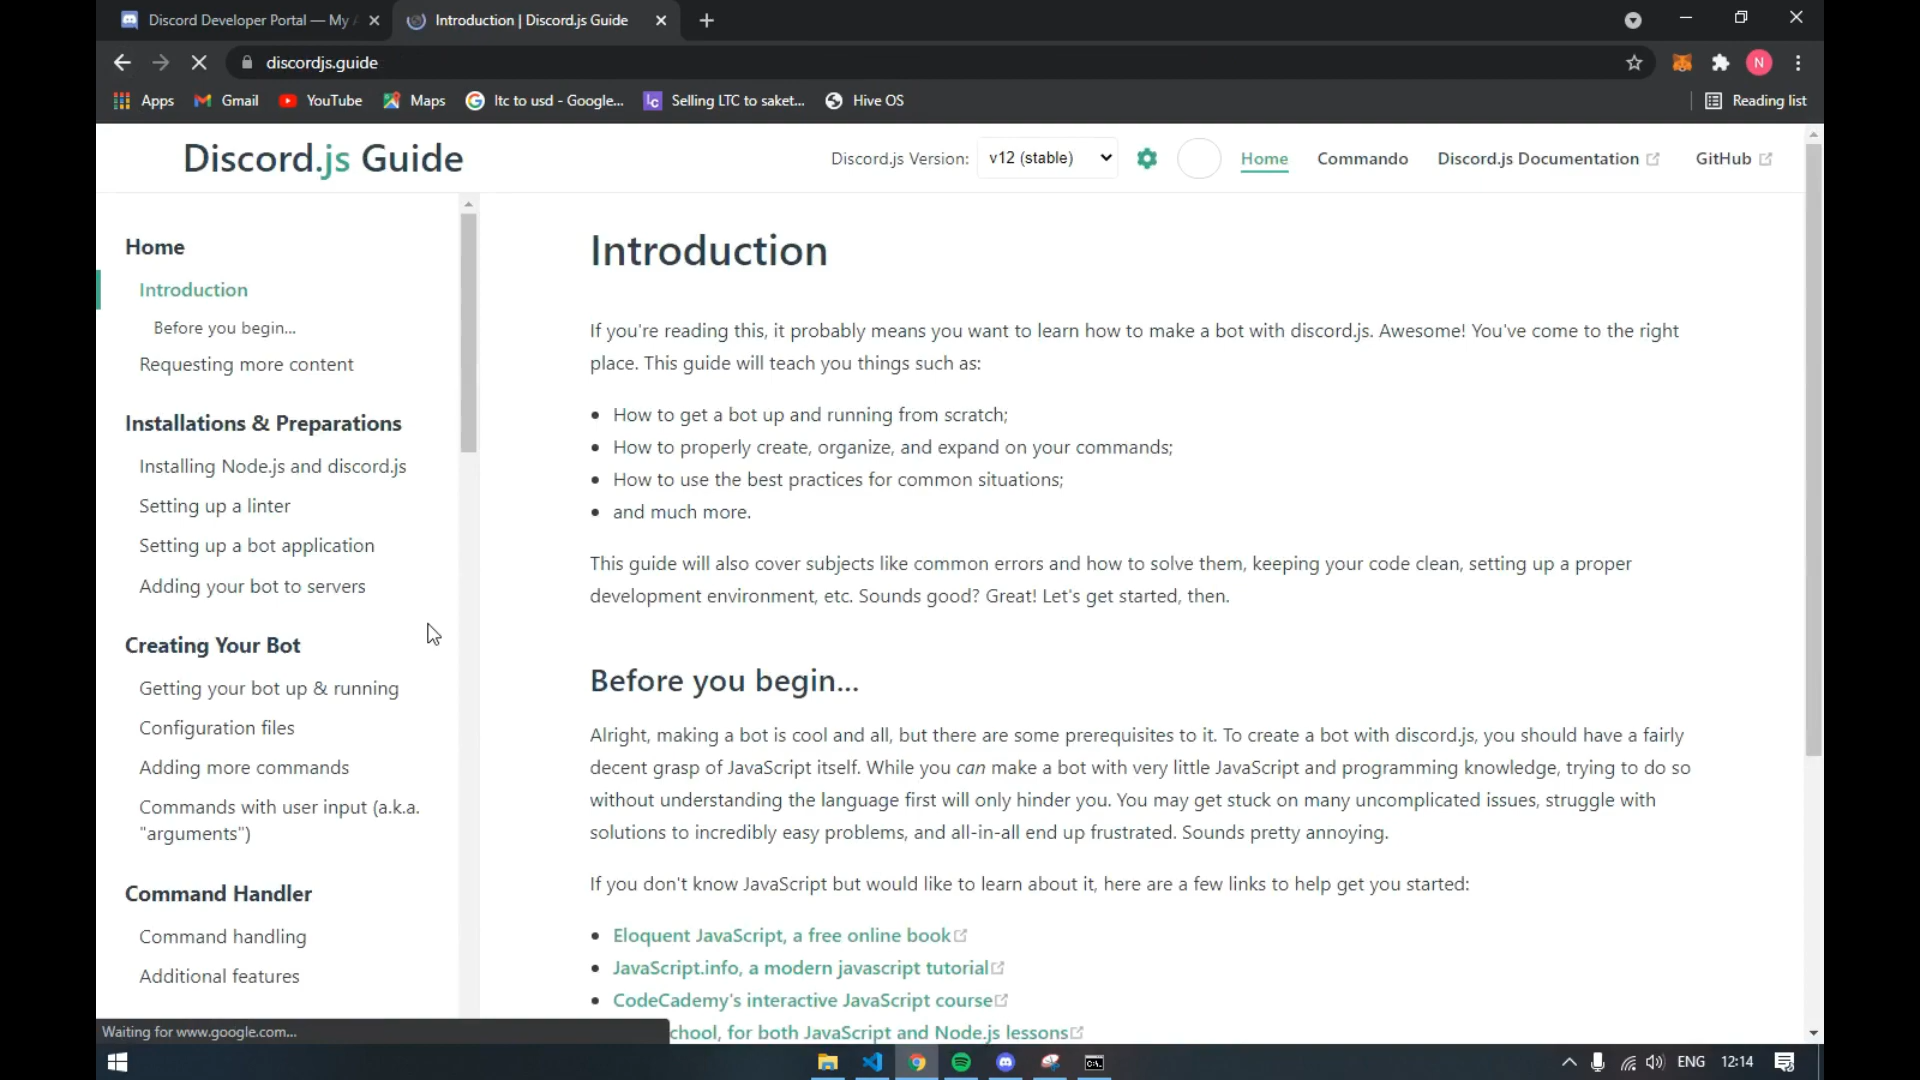 Discord Developer Portal — My A
Introduction | Discord.js Guide
discordjs.guide
N
Apps
Gmail
YouTube
Maps
ltc to usd - Google...
Selling LTC to saket...
Hive OS
Reading list
Discord.js Guide
Discord.js Version:
v12 (stable)
Home
Commando
Discord.js Documentation
GitHub
Home
Introduction
Before you begin...
Requesting more content
Installations & Preparations
Installing Node.js and discord.js
Setting up a linter
Setting up a bot application
Adding your bot to servers
Creating Your Bot
Getting your bot up & running
Configuration files
Adding more commands
Commands with user input (a.k.a.
"arguments")
Command Handler
Command handling
Additional features
Introduction
If you're reading this, it probably means you want to learn how to make a bot with discord.js. Awesome! You've come to the right
place. This guide will teach you things such as:
How to get a bot up and running from scratch;
How to properly create, organize, and expand on your commands;
How to use the best practices for common situations;
and much more.
This guide will also cover subjects like common errors and how to solve them, keeping your code clean, setting up a proper
development environment, etc. Sounds good? Great! Let's get started, then.
Before you begin...
Alright, making a bot is cool and all, but there are some prerequisites to it. To create a bot with discord.js, you should have a fairly
decent grasp of JavaScript itself. While you can make a bot with very little JavaScript and programming knowledge, trying to do so
without understanding the language first will only hinder you. You may get stuck on many uncomplicated issues, struggle with
solutions to incredibly easy problems, and all-in-all end up frustrated. Sounds pretty annoying.
If you don't know JavaScript but would like to learn about it, here are a few links to help get you started:
Eloquent JavaScript, a free online book
JavaScript.info, a modern javascript tutorial
CodeCademy's interactive JavaScript course
chool, for both JavaScript and Node.js lessons
Waiting for www.google.com...
ENG
12:14